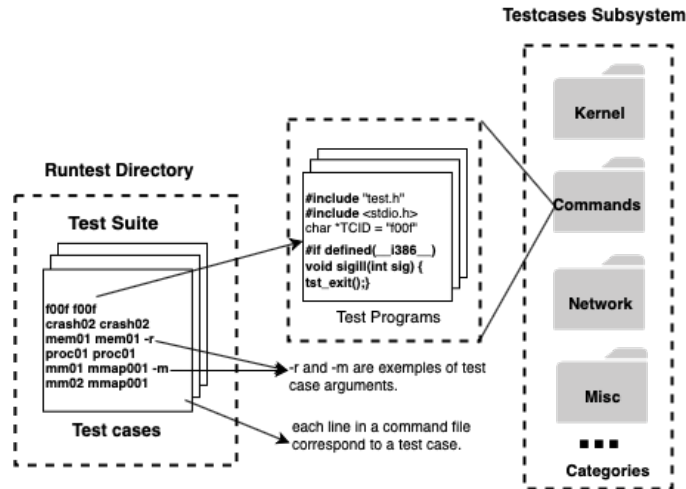 Testcases Subsystem
Kernel
Commands
Network
Misc
Categories
Runtest Directory
Test Suite
f00f f00f
crash02 crash02
mem01 mem01 -r
proc01 proc01
mm01 mmap001 -m
mm02 mmap001
Test cases
#include "test.h"
#include <stdio.h>
char *TCID = "f00f"
#if defined(__i386__)
void sigill(int sig) {
tst_exit();}
Test Programs
-r and -m are examples of test
case arguments.
each line in a command file
correspond to a test case.